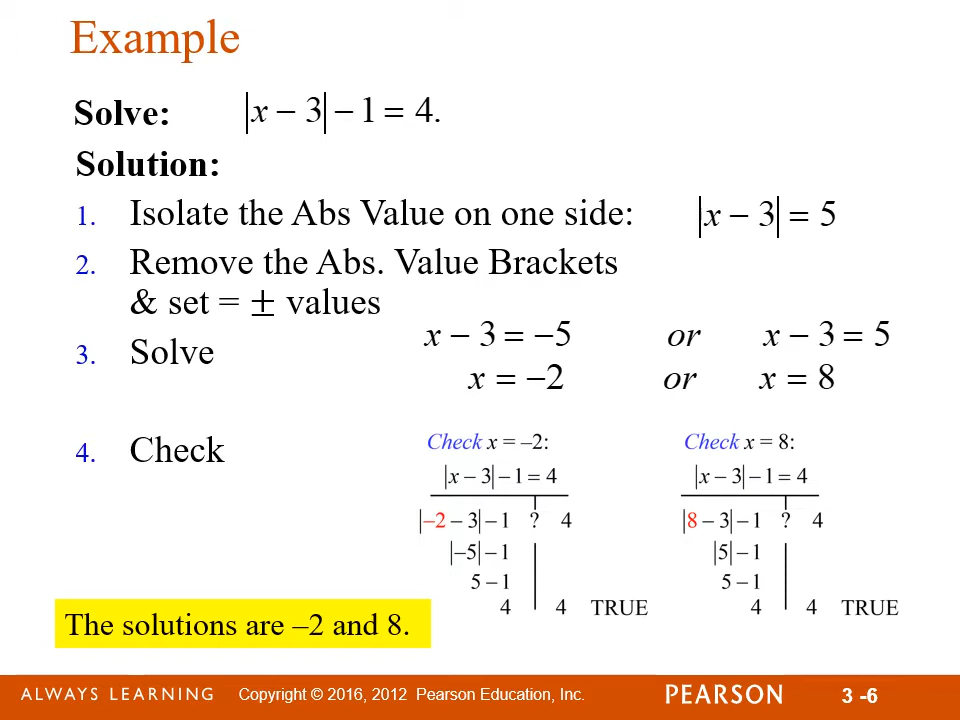 Example
Solve: |x − 3| − 1 = 4.
Solution:
1. Isolate the Abs Value on one side: |x − 3| = 5
2. Remove the Abs. Value Brackets
& set = ± values
x − 3 = −5 or x − 3 = 5
3. Solve
x = −2 or x = 8
4. Check
Check x = –2:
|x − 3| − 1 = 4
|−2 − 3| − 1 ? 4
|−5| − 1
5 − 1
4 4 TRUE
Check x = 8:
|x − 3| − 1 = 4
|8 − 3| − 1 ? 4
|5| − 1
5 − 1
4 4 TRUE
The solutions are –2 and 8.
ALWAYS LEARNING Copyright © 2016, 2012 Pearson Education, Inc. PEARSON 3 -6